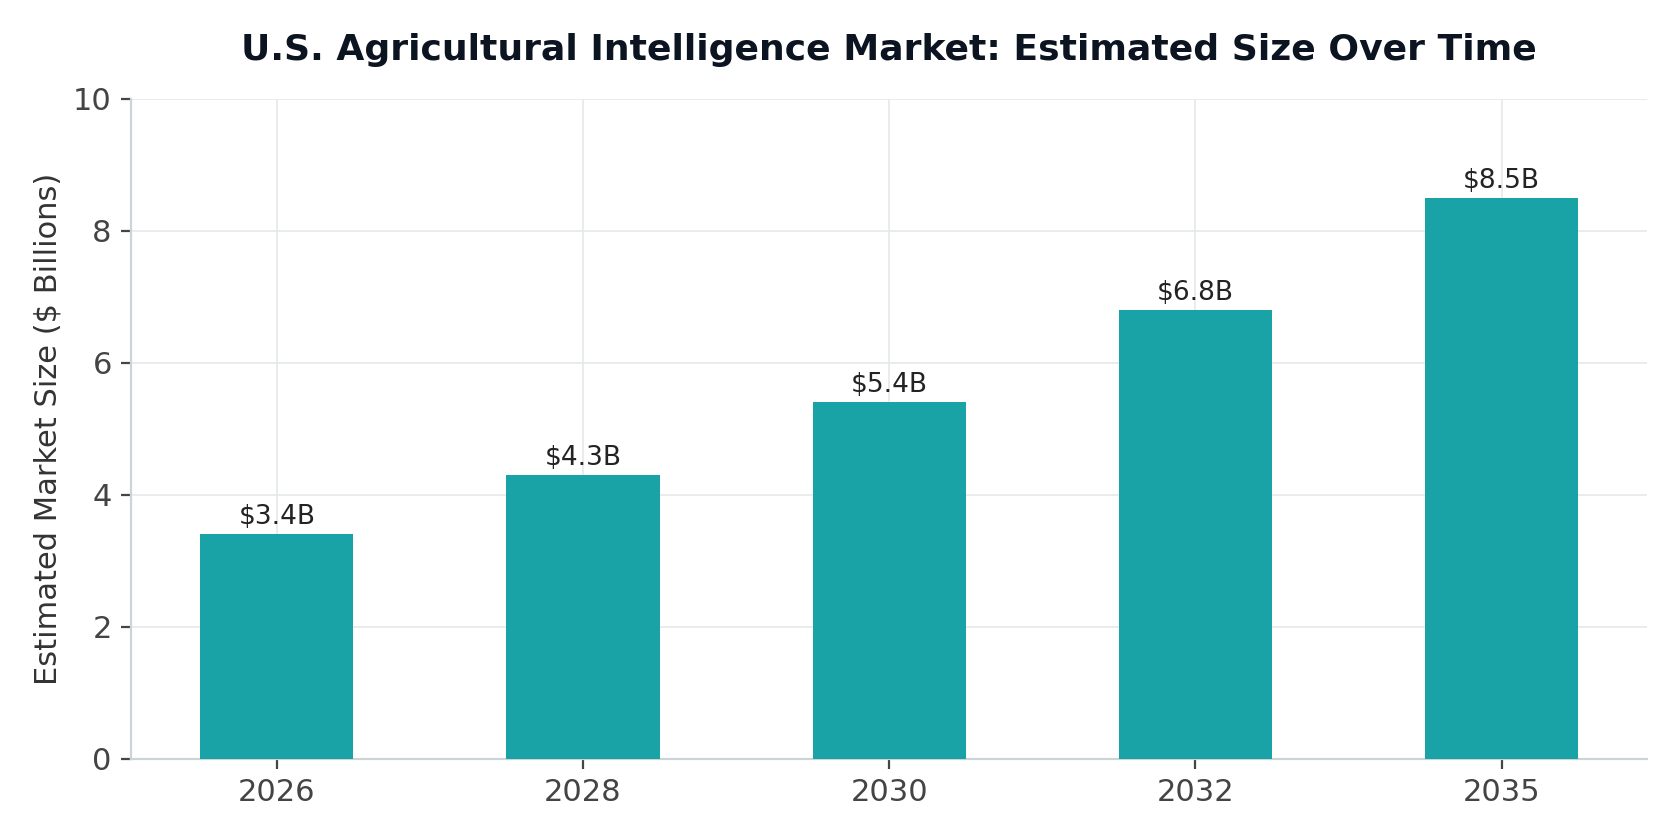 U.S. Agricultural Intelligence Market: Estimated Size Over Time
Estimated Market Size ($ Billions)
10
8
6
4
2
0
$3.4B
$4.3B
$5.4B
$6.8B
$8.5B
2026
2028
2030
2032
2035